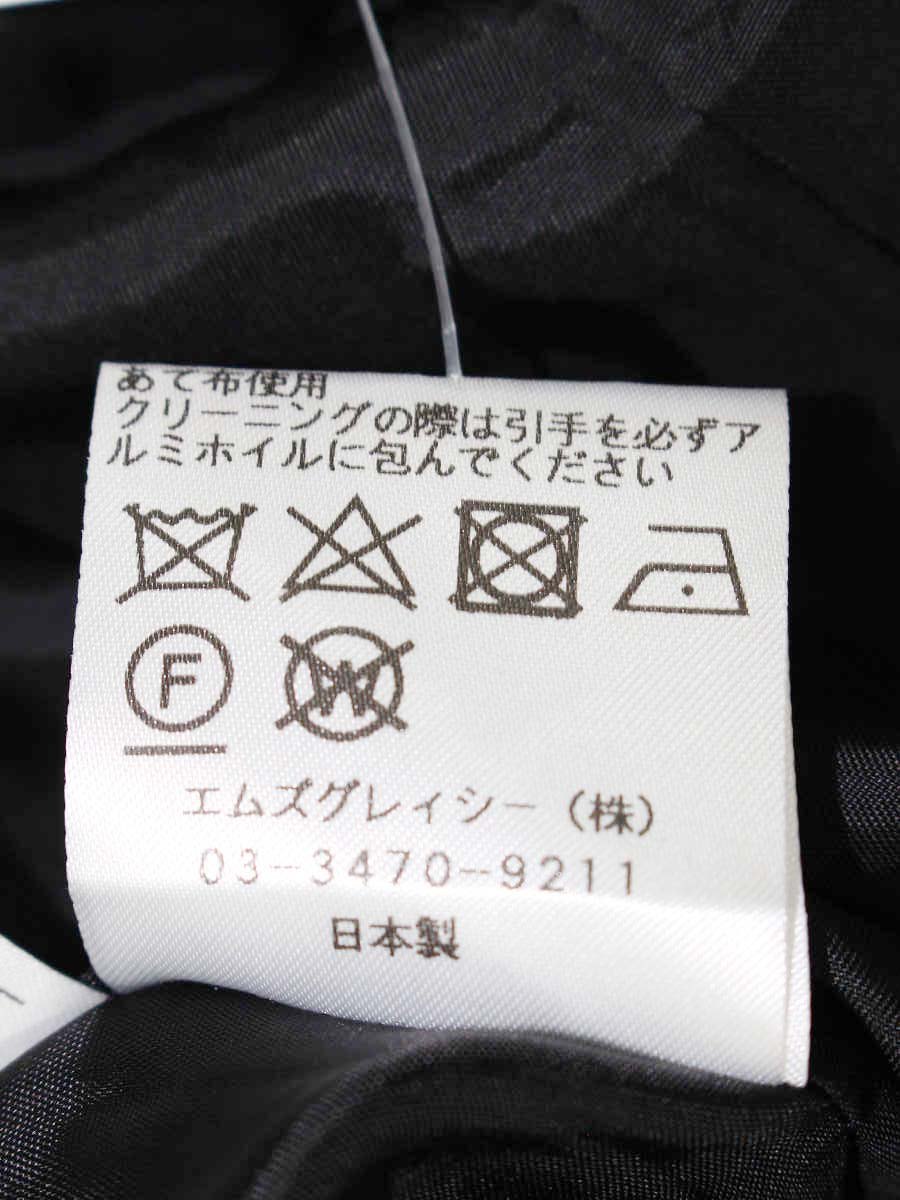 あて布使用
クリーニングの際は引手を必ずア
ルミホイルに包んでください
F
W
エムズグレイシー(株)
03-3470-9211
日本製